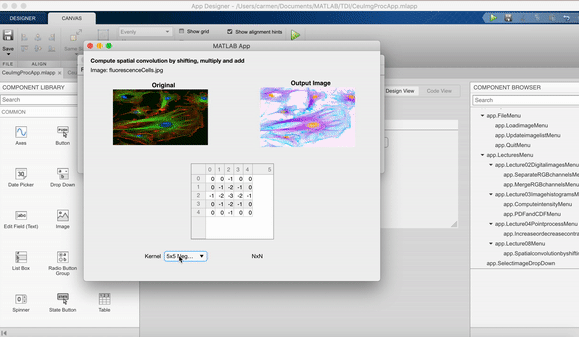 App Designer - /Users/carmen/Documents/MATLAB/TDI/CeuImgProcApp.mlapp
DESIGNER
CANVAS
Save
Events
Show grid
Show alignment hints
FILE
ALIGN
CeuImgProcApp.mlapp
COMPONENT LIBRARY
Search
COMMON
Axes
Button
Date Picker
Drop Down
Edit Field (Text)
Image
List Box
Radio Button
Group
Spinner
State Button
Table
MATLAB App
Compute spatial convolution by shifting, multiply and add
Image: fluorescenceCells.jpg
Original
Output Image
0 1 2 3 4 5
0 0 0 -1 0 0
1 0 -1 -2 -1 0
2 -1 -2 -3 -2 -1
3 0 -1 -2 -1 0
4 0 0 -1 0 0
Kernel
5x5 Neg...
NxN
Design View
Code View
COMPONENT BROWSER
Search
app.FileMenu
app.LoadimageMenu
app.UpdateimagelistMenu
app.QuitMenu
app.LecturesMenu
app.Lecture02DigitalimagesMenu
app.SeparateRGBchannelsM
app.MergeRGBchannelsMenu
app.Lecture03ImagehistogramsM
app.ComputeintensityMenu
app.PDFandCDFMenu
app.Lecture04PointprocessMenu
app.Increaseordecreasecontra
app.Lecture08Menu
app.Spatialconvolutionbyshiftin
app.SelectimageDropDown